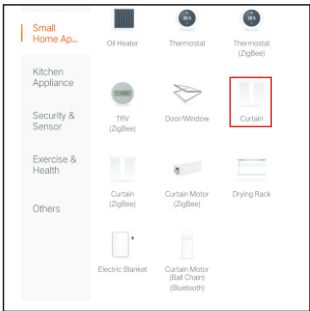 Small
Home Ap...
Kitchen
Appliance
Security &
Sensor
Exercise &
Health
Others
Oil Heater
Thermostat
Thermostat
(ZigBee)
TRV
(ZigBee)
Door/Window
Curtain
Curtain
(ZigBee)
Curtain Motor
(ZigBee)
Drying Rack
Electric Blanket
Curtain Motor
(Ball Chain)
(Bluetooth)